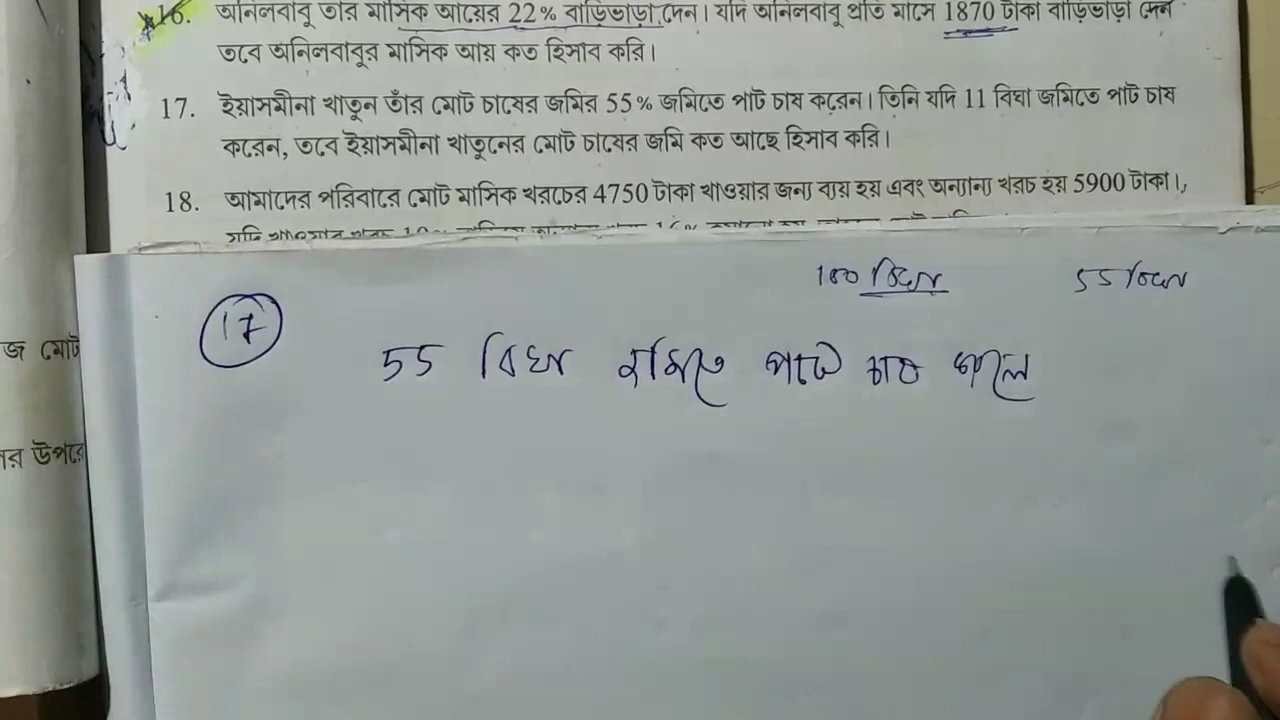 16. অনিলবাবু তার মাসিক আয়ের 22% বাড়িভাড়া দেন। যদি অনিলবাবু প্রতি মাসে 1870 টাকা বাড়িভাড়া দেন
তবে অনিলবাবুর মাসিক আয় কত হিসাব করি।
17. ইয়াসমীনা খাতুন তাঁর মোট চাষের জমির 55% জমিতে পাট চাষ করেন। তিনি যদি 11 বিঘা জমিতে পাট চাষ
করেন, তবে ইয়াসমীনা খাতুনের মোট চাষের জমি কত আছে হিসাব করি।
18. আমাদের পরিবারে মোট মাসিক খরচের 4750 টাকা খাওয়ার জন্য ব্যয় হয় এবং অন্যান্য খরচ হয় 5900 টাকা।,
জ মোট
উপরে
100 55
17
55 বিঘা জমিতে পাট চাষ হলে